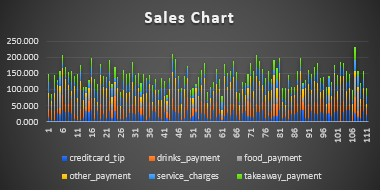 Sales Chart
250.000
200.000
150.000
100.000
50.000
0.000
1 6 11 16 21 26 31 36 41 46 51 56 61 66 71 76 81 86 91 96 101 106 111
creditcard_tip drinks_payment food_payment
other_payment service_charges takeaway_payment